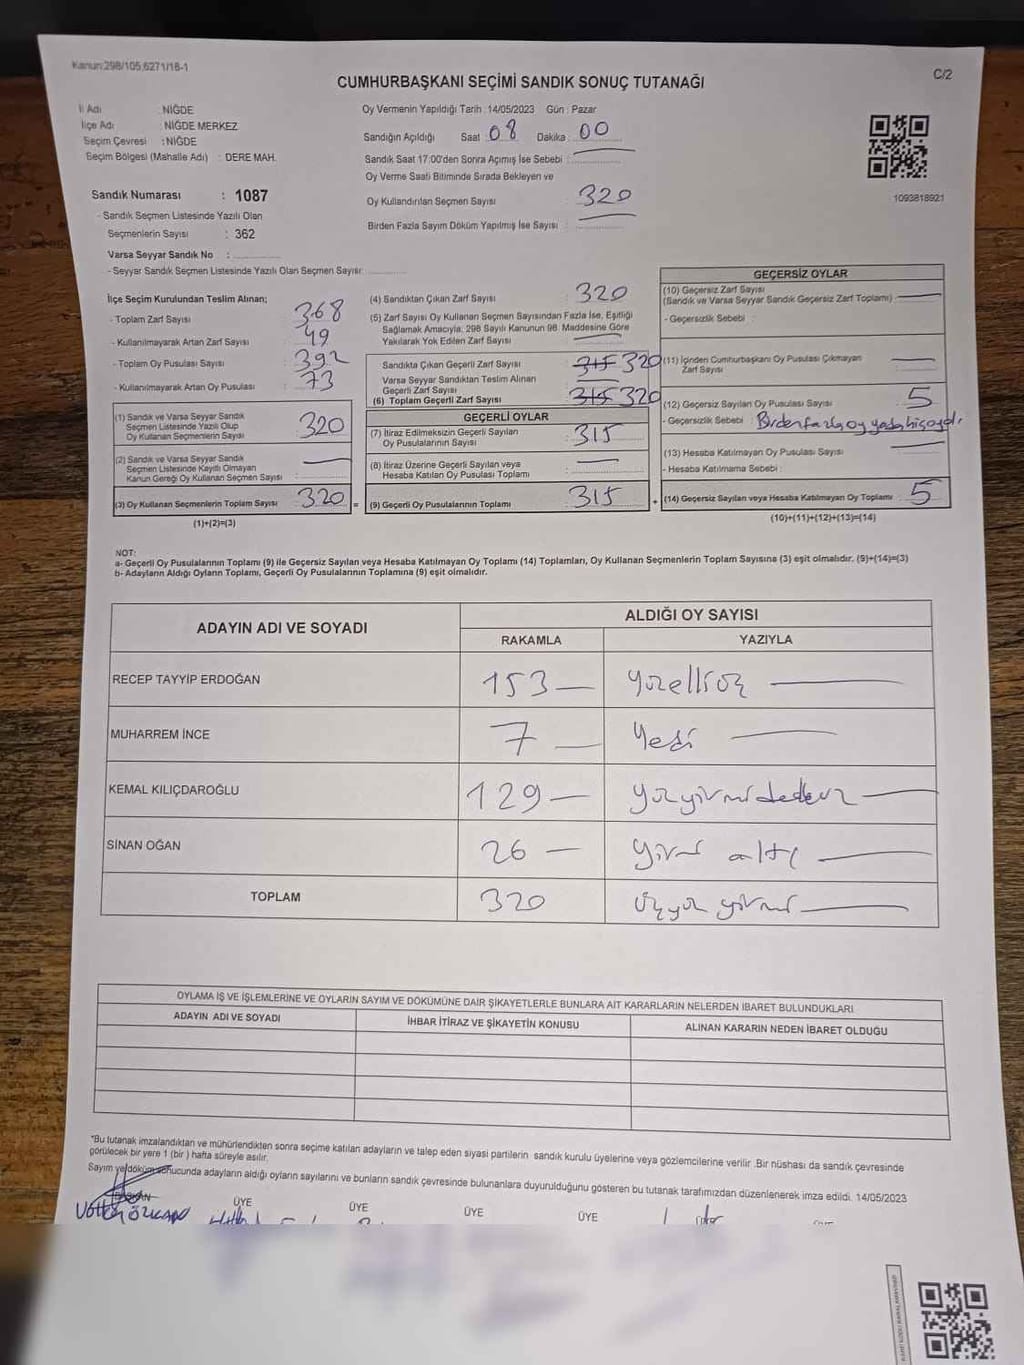 Kanun:298/105,6271/18-1
C/2
CUMHURBAŞKANI SEÇİMİ SANDIK SONUÇ TUTANAĞI
İl Adı : NİĞDE
İlçe Adı : NİĞDE MERKEZ
Seçim Çevresi : NİĞDE
Seçim Bölgesi (Mahalle Adı) : DERE MAH.
Oy Vermenin Yapıldığı Tarih :14/05/2023 Gün : Pazar
Sandığın Açıldığı Saat : 08 Dakika : 00
Sandık Saat 17:00'den Sonra Açımış İse Sebebi :
Oy Verme Saati Bitiminde Sırada Bekleyen ve
Oy Kullandırılan Seçmen Sayısı : 320
Birden Fazla Sayım Döküm Yapılmış İse Sayısı :
1093818921
Sandık Numarası : 1087
- Sandık Seçmen Listesinde Yazılı Olan
Seçmenlerin Sayısı : 362
Varsa Seyyar Sandık No :
- Seyyar Sandık Seçmen Listesinde Yazılı Olan Seçmen Sayısı:
İlçe Seçim Kurulundan Teslim Alınan;
- Toplam Zarf Sayısı : 368
- Kullanılmayarak Artan Zarf Sayısı : 49
- Toplam Oy Pusulası Sayısı : 392
- Kullanılmayarak Artan Oy Pusulası : 73
(1) Sandık ve Varsa Seyyar Sandık
Seçmen Listesinde Yazılı Olup
Oy Kullanan Seçmenlerin Sayısı : 320
(2) Sandık ve Varsa Seyyar Sandık
Seçmen Listesinde Kayıtlı Olmayan
Kanun Gereği Oy Kullanan Seçmen Sayısı :
(3) Oy Kullanan Seçmenlerin Toplam Sayısı : 320 =
(1)+(2)=(3)
(4) Sandıktan Çıkan Zarf Sayısı : 320
(5) Zarf Sayısı Oy Kullanan Seçmen Sayısından Fazla İse, Eşitliği
Sağlamak Amacıyla; 298 Sayılı Kanunun 98. Maddesine Göre
Yakılarak Yok Edilen Zarf Sayısı :
Sandıkta Çıkan Geçerli Zarf Sayısı : 315 320
Varsa Seyyar Sandıktan Teslim Alınan
Geçerli Zarf Sayısı :
(6) Toplam Geçerli Zarf Sayısı : 315 320
GEÇERLİ OYLAR
(7) İtiraz Edilmeksizin Geçerli Sayılan
Oy Pusulalarının Sayısı : 315
(8) İtiraz Üzerine Geçerli Sayılan veya
Hesaba Katılan Oy Pusulası Toplamı :
(9) Geçerli Oy Pusulalarının Toplamı : 315 +
GEÇERSİZ OYLAR
(10) Geçersiz Zarf Sayısı
(Sandık ve Varsa Seyyar Sandık Geçersiz Zarf Toplamı) :
- Geçersizlik Sebebi :
(11) İçinden Cumhurbaşkanı Oy Pusulası Çıkmayan
Zarf Sayısı :
(12) Geçersiz Sayılan Oy Pusulası Sayısı : 5
- Geçersizlik Sebebi : Birden fazla oy yada hiç oy
(13) Hesaba Katılmayan Oy Pusulası Sayısı :
- Hesaba Katılmama Sebebi :
(14) Geçersiz Sayılan veya Hesaba Katılmayan Oy Toplamı : 5
(10)+(11)+(12)+(13)=(14)
NOT:
a- Geçerli Oy Pusulalarının Toplamı (9) ile Geçersiz Sayılan veya Hesaba Katılmayan Oy Toplamı (14) Toplamları, Oy Kullanan Seçmenlerin Toplam Sayısına (3) eşit olmalıdır. (9)+(14)=(3)
b- Adayların Aldığı Oyların Toplamı, Geçerli Oy Pusulalarının Toplamına (9) eşit olmalıdır.
ADAYIN ADI VE SOYADI
ALDIĞI OY SAYISI
RAKAMLA YAZIYLA
RECEP TAYYİP ERDOĞAN 153 yüzelliüç
MUHARREM İNCE 7 Yedi
KEMAL KILIÇDAROĞLU 129 yüzyirmidokuz
SİNAN OĞAN 26 yirmi altı
TOPLAM 320 üçyüz yirmi
OYLAMA İŞ VE İŞLEMLERİNE VE OYLARIN SAYIM VE DÖKÜMÜNE DAİR ŞİKAYETLERLE BUNLARA AİT KARARLARIN NELERDEN İBARET BULUNDUKLARI
ADAYIN ADI VE SOYADI İHBAR İTİRAZ VE ŞİKAYETİN KONUSU ALINAN KARARIN NEDEN İBARET OLDUĞU
"Bu tutanak imzalandıktan ve mühürlendikten sonra seçime katılan adayların ve talep eden siyasi partilerin sandık kurulu üyelerine veya gözlemcilerine verilir .Bir nüshası da sandık çevresinde
görülecek bir yere 1 (bir ) hafta süreyle asılır.
Sayım ve döküm sonucunda adayların aldığı oyların sayılarını ve bunların sandık çevresinde bulunanlara duyurulduğunu gösteren bu tutanak tarafımızdan düzenlenerek imza edildi. 14/05/2023
BAŞKAN ÜYE ÜYE ÜYE ÜYE
ÖZKAN